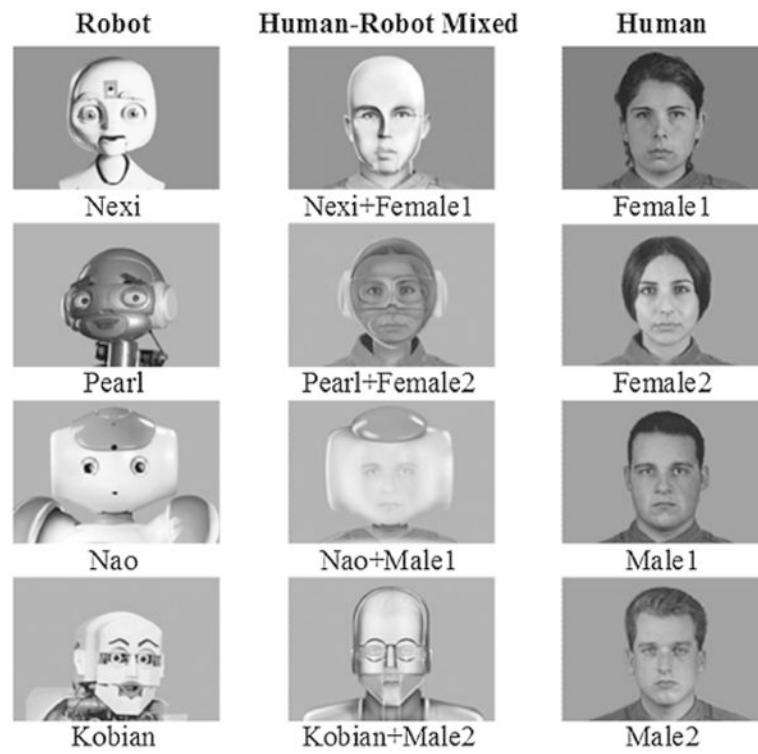 Robot Human-Robot Mixed Human
Nexi Nexi+Female1 Female1
Pearl Pearl+Female2 Female2
Nao Nao+Male1 Male1
Kobian Kobian+Male2 Male2